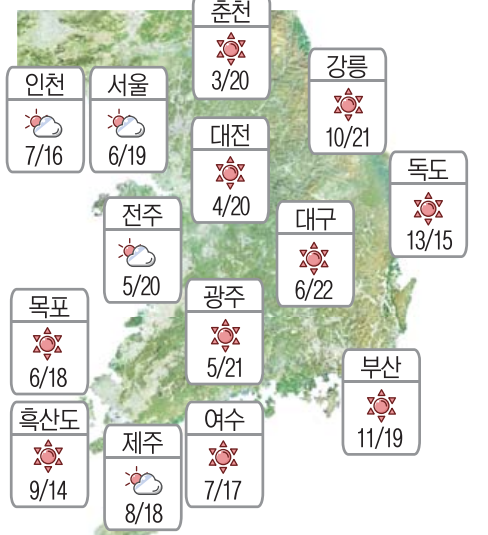 춘천
3/20
강릉
10/21
인천
7/16
서울
6/19
대전
4/20
독도
13/15
전주
5/20
대구
6/22
광주
5/21
목포
6/18
부산
11/19
흑산도
9/14
제주
8/18
여수
7/17